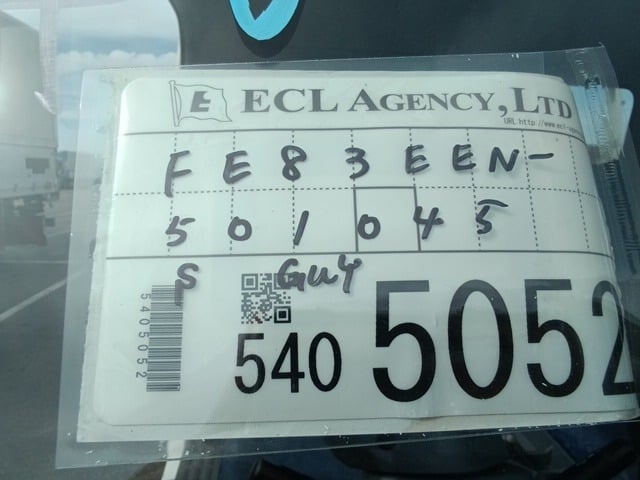 E ECL AGENCY, LTD
FE83EEN-
501045
S GUY
5405052
540 5052